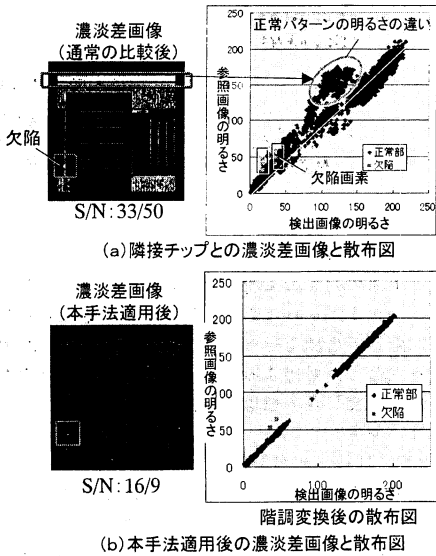 濃淡差画像
(通常の比較後)
欠陥
S/N:33/50
正常パターンの明るさの違い
参照画像の明るさ
250
200
150
100
50
0
0 50 100 150 200 250
検出画像の明るさ
正常部
欠陥
欠陥画素
(a)隣接チップとの濃淡差画像と散布図
濃淡差画像
(本手法適用後)
S/N:16/9
参照画像の明るさ
250
200
150
100
50
0
0 100 200
検出画像の明るさ
正常部
欠陥
階調変換後の散布図
(b)本手法適用後の濃淡差画像と散布図